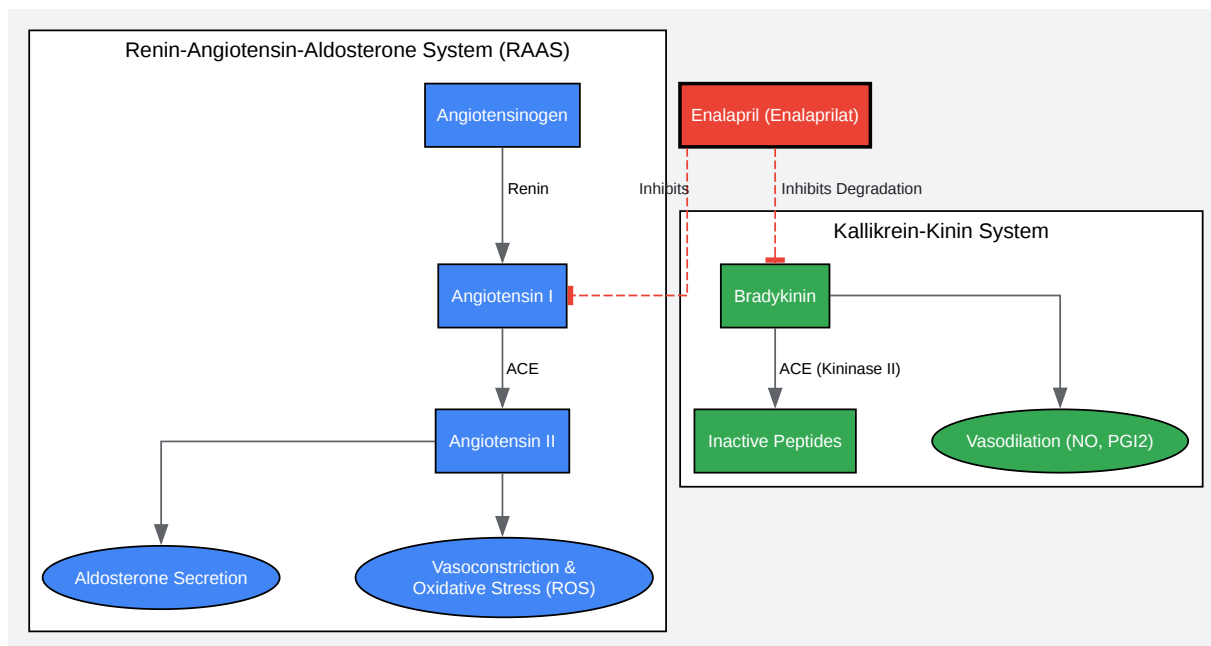 Renin-Angiotensin-Aldosterone System (RAAS)
Angiotensinogen
Renin
Angiotensin I
ACE
Angiotensin II
Aldosterone Secretion
Vasoconstriction &
Oxidative Stress (ROS)
Enalapril (Enalaprilat)
Inhibits
Inhibits Degradation
Kallikrein-Kinin System
Bradykinin
ACE (Kininase II)
Inactive Peptides
Vasodilation (NO, PGI2)